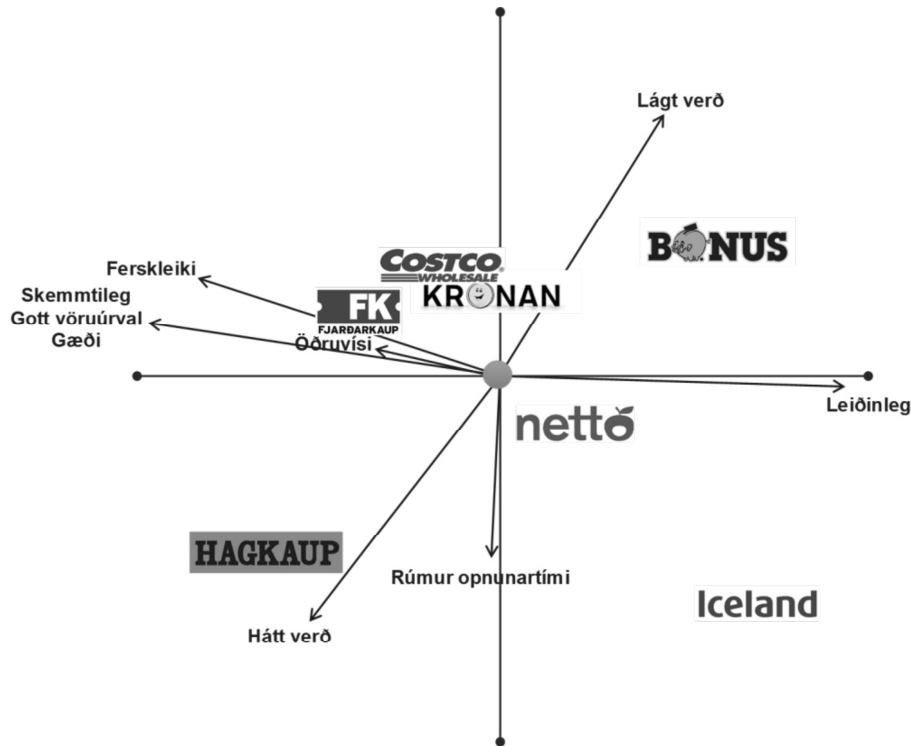 Lágt verð
BÓNUS
COSTCO
WHOLESALE
Ferskleiki
KRÓNAN
Skemmtileg
Gott vöruúrval
Gæði
FK
FJARÐARKAUP
Öðruvísi
Leiðinleg
nettó
HAGKAUP
Rúmur opnunartími
Iceland
Hátt verð